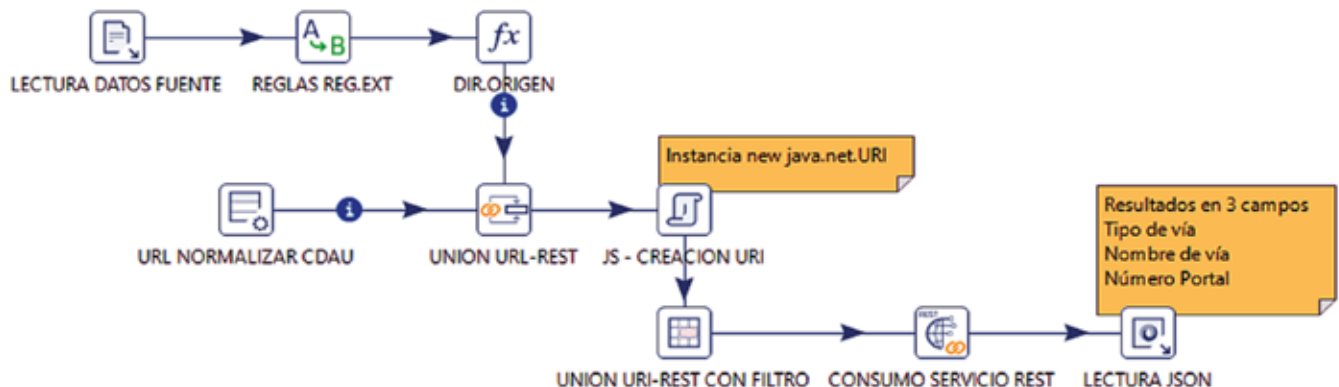 A
B
fx
LECTURA DATOS FUENTE
REGLAS REG.EXT
DIR.ORIGEN
i
Instancia new java.net.URI
i
URL NORMALIZAR CDAU
UNION URL-REST
JS - CREACION URI
Resultados en 3 campos
Tipo de vía
Nombre de vía
Número Portal
REST
UNION URI-REST CON FILTRO
CONSUMO SERVICIO REST
LECTURA JSON